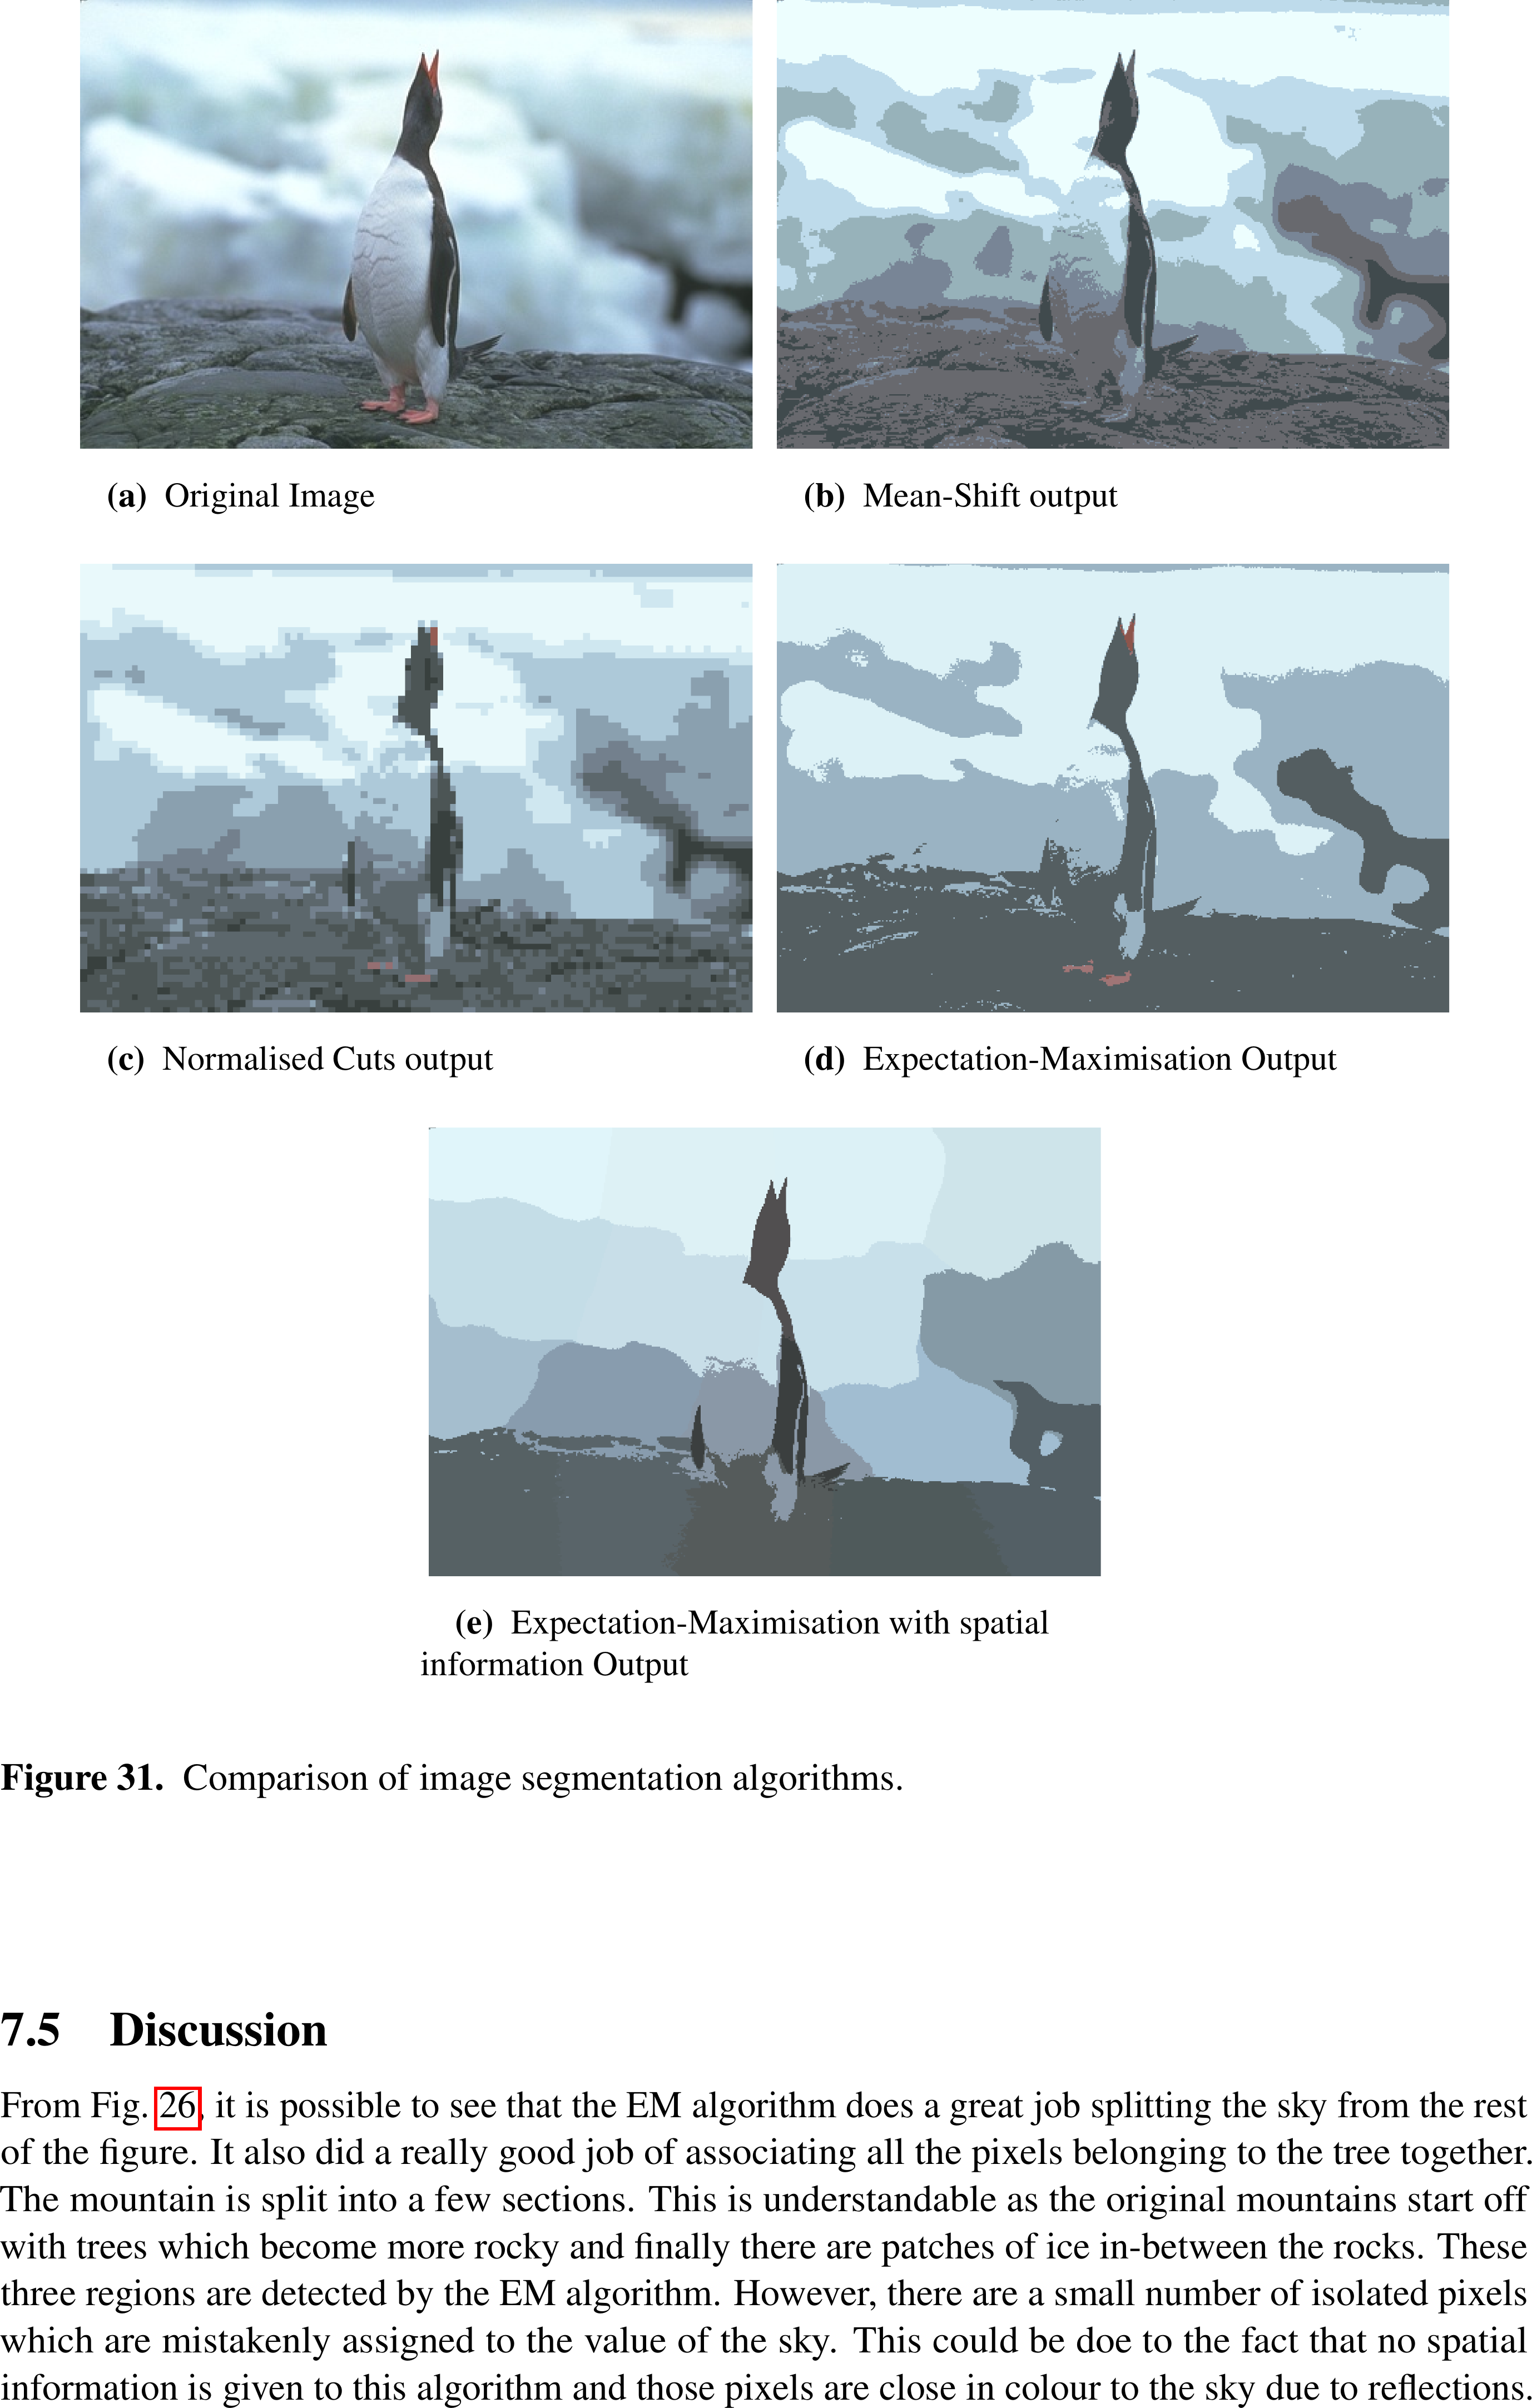 (a) Original Image
(b) Mean-Shift output
(c) Normalised Cuts output
(d) Expectation-Maximisation Output
(e) Expectation-Maximisation with spatial
information Output
Figure 31. Comparison of image segmentation algorithms.
7.5 Discussion
From Fig. 26, it is possible to see that the EM algorithm does a great job splitting the sky from the rest
of the figure. It also did a really good job of associating all the pixels belonging to the tree together.
The mountain is split into a few sections. This is understandable as the original mountains start off
with trees which become more rocky and finally there are patches of ice in-between the rocks. These
three regions are detected by the EM algorithm. However, there are a small number of isolated pixels
which are mistakenly assigned to the value of the sky. This could be doe to the fact that no spatial
information is given to this algorithm and those pixels are close in colour to the sky due to reflections.